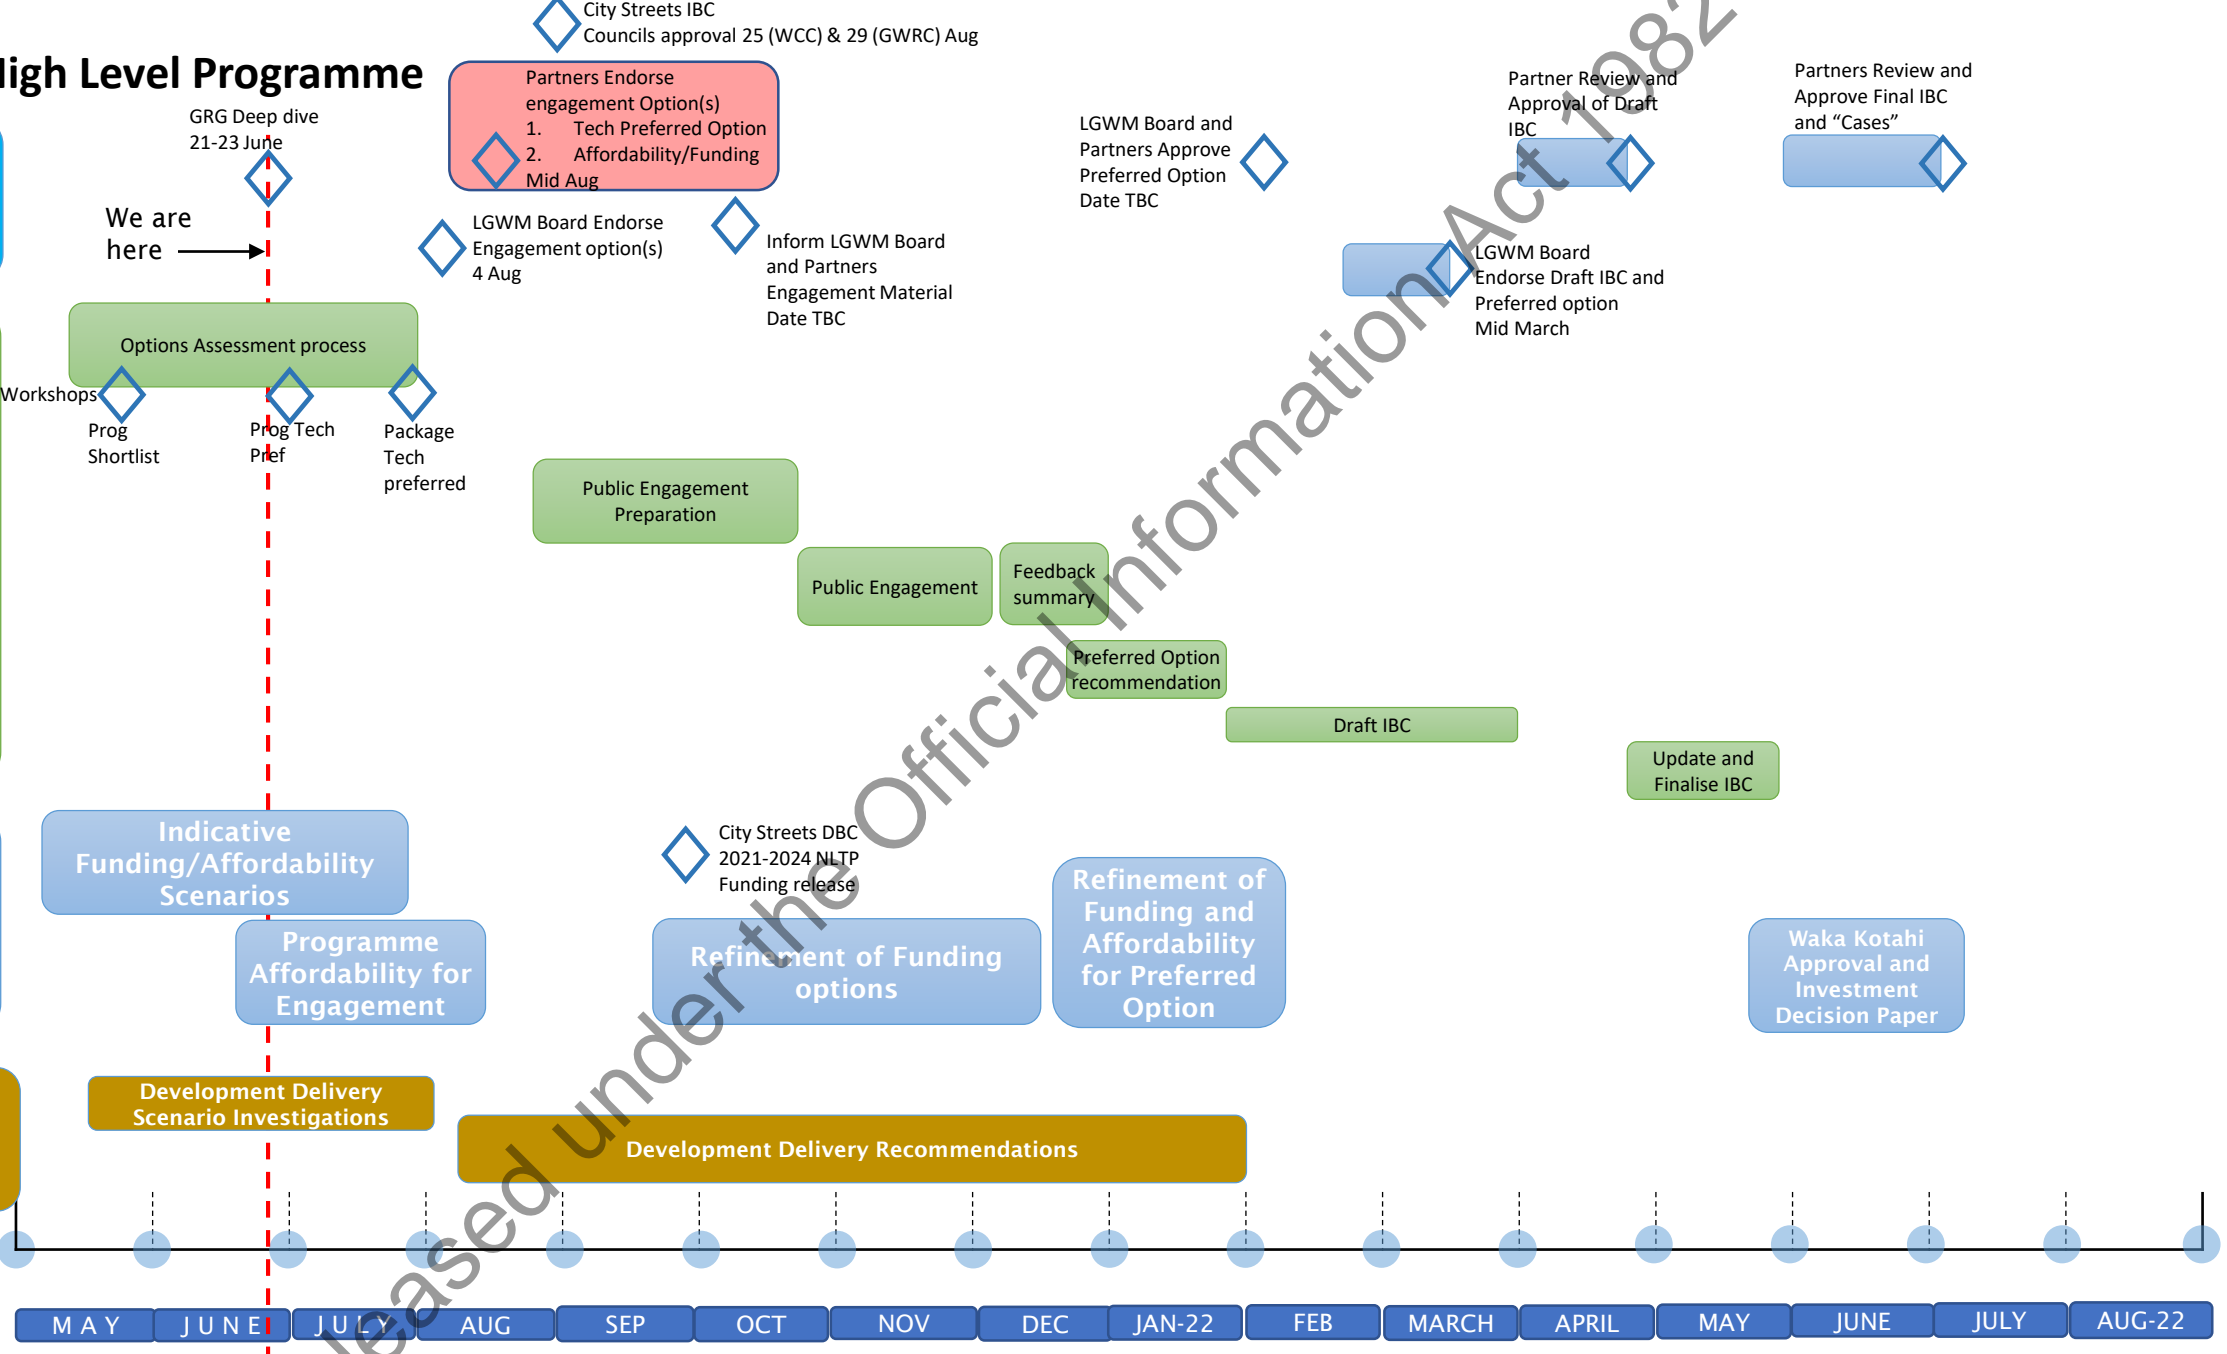 City Streets IBC
Councils approval 25 (WCC) & 29 (GWRC) Aug
High Level Programme
GRG Deep dive
21-23 June
Partners Endorse
engagement Option(s)
1. Tech Preferred Option
2. Affordability/Funding
Mid Aug
LGWM Board and
Partners Approve
Preferred Option
Date TBC
Partner Review and
Approval of Draft
IBC
Partners Review and
Approve Final IBC
and “Cases”
We are
here
LGWM Board Endorse
Engagement option(s)
4 Aug
Inform LGWM Board
and Partners
Engagement Material
Date TBC
LGWM Board
Endorse Draft IBC and
Preferred option
Mid March
Options Assessment process
Workshops
Prog
Shortlist
Prog Tech
Pref
Package
Tech
preferred
Public Engagement
Preparation
Public Engagement
Feedback
summary
Preferred Option
recommendation
Draft IBC
Update and
Finalise IBC
Indicative
Funding/Affordability
Scenarios
City Streets DBC
2021-2024 NLTP
Funding release
Programme
Affordability for
Engagement
Refinement of Funding
options
Refinement of
Funding and
Affordability
for Preferred
Option
Waka Kotahi
Approval and
Investment
Decision Paper
Development Delivery
Scenario Investigations
Development Delivery Recommendations
MAY
JUNE
JULY
AUG
SEP
OCT
NOV
DEC
JAN-22
FEB
MARCH
APRIL
MAY
JUNE
JULY
AUG-22
leased under the Official Information Act 1982